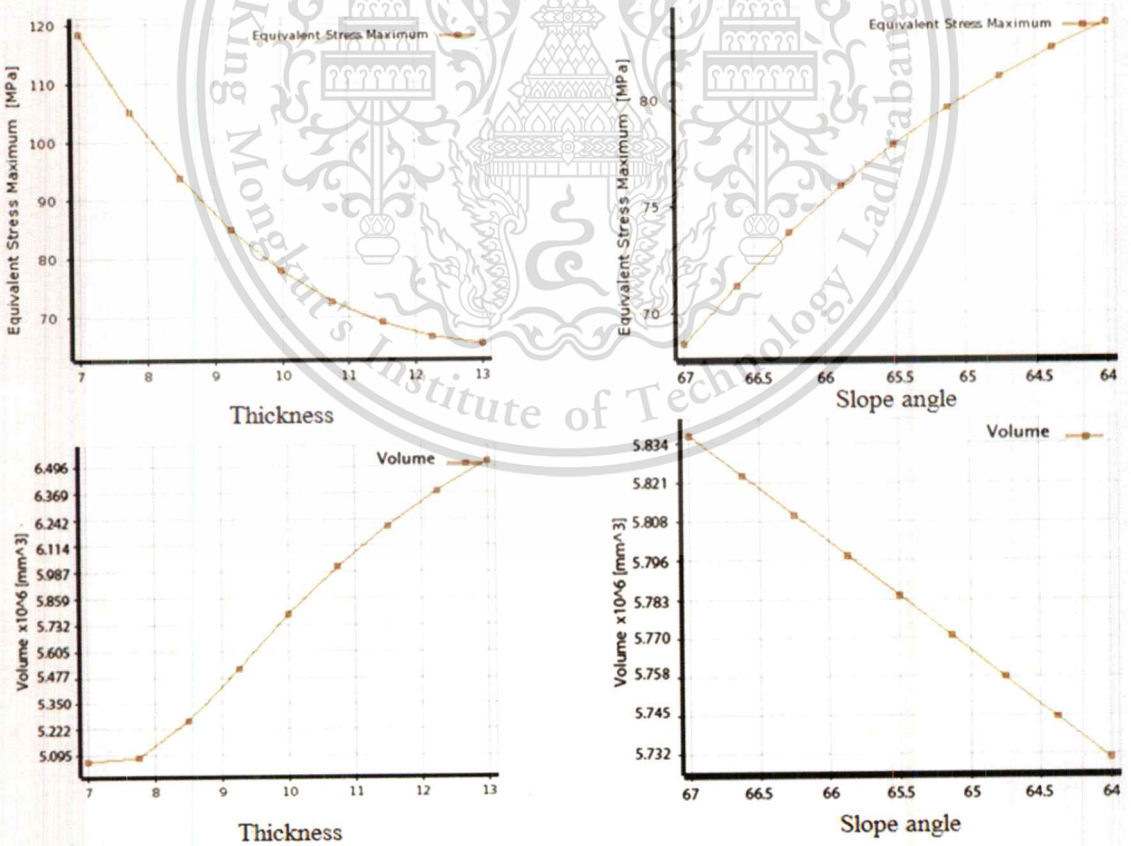 Equivalent Stress Maximum
Equivalent Stress Maximum [MPa]
120
110
100
90
80
70
7 8 9 10 11 12 13
Thickness
Equivalent Stress Maximum
Equivalent Stress Maximum [MPa]
80
75
70
67 66.5 66 65.5 65 64.5 64
Slope angle
Volume
Volume x10^6 [mm^3]
6.496
6.369
6.242
6.114
5.987
5.859
5.732
5.605
5.477
5.350
5.222
5.095
7 8 9 10 11 12 13
Thickness
Volume
Volume x10^6 [mm^3]
5.834
5.821
5.808
5.796
5.783
5.770
5.758
5.745
5.732
67 66.5 66 65.5 65 64.5 64
Slope angle
King Mongkut's Institute of Technology Ladkrabang